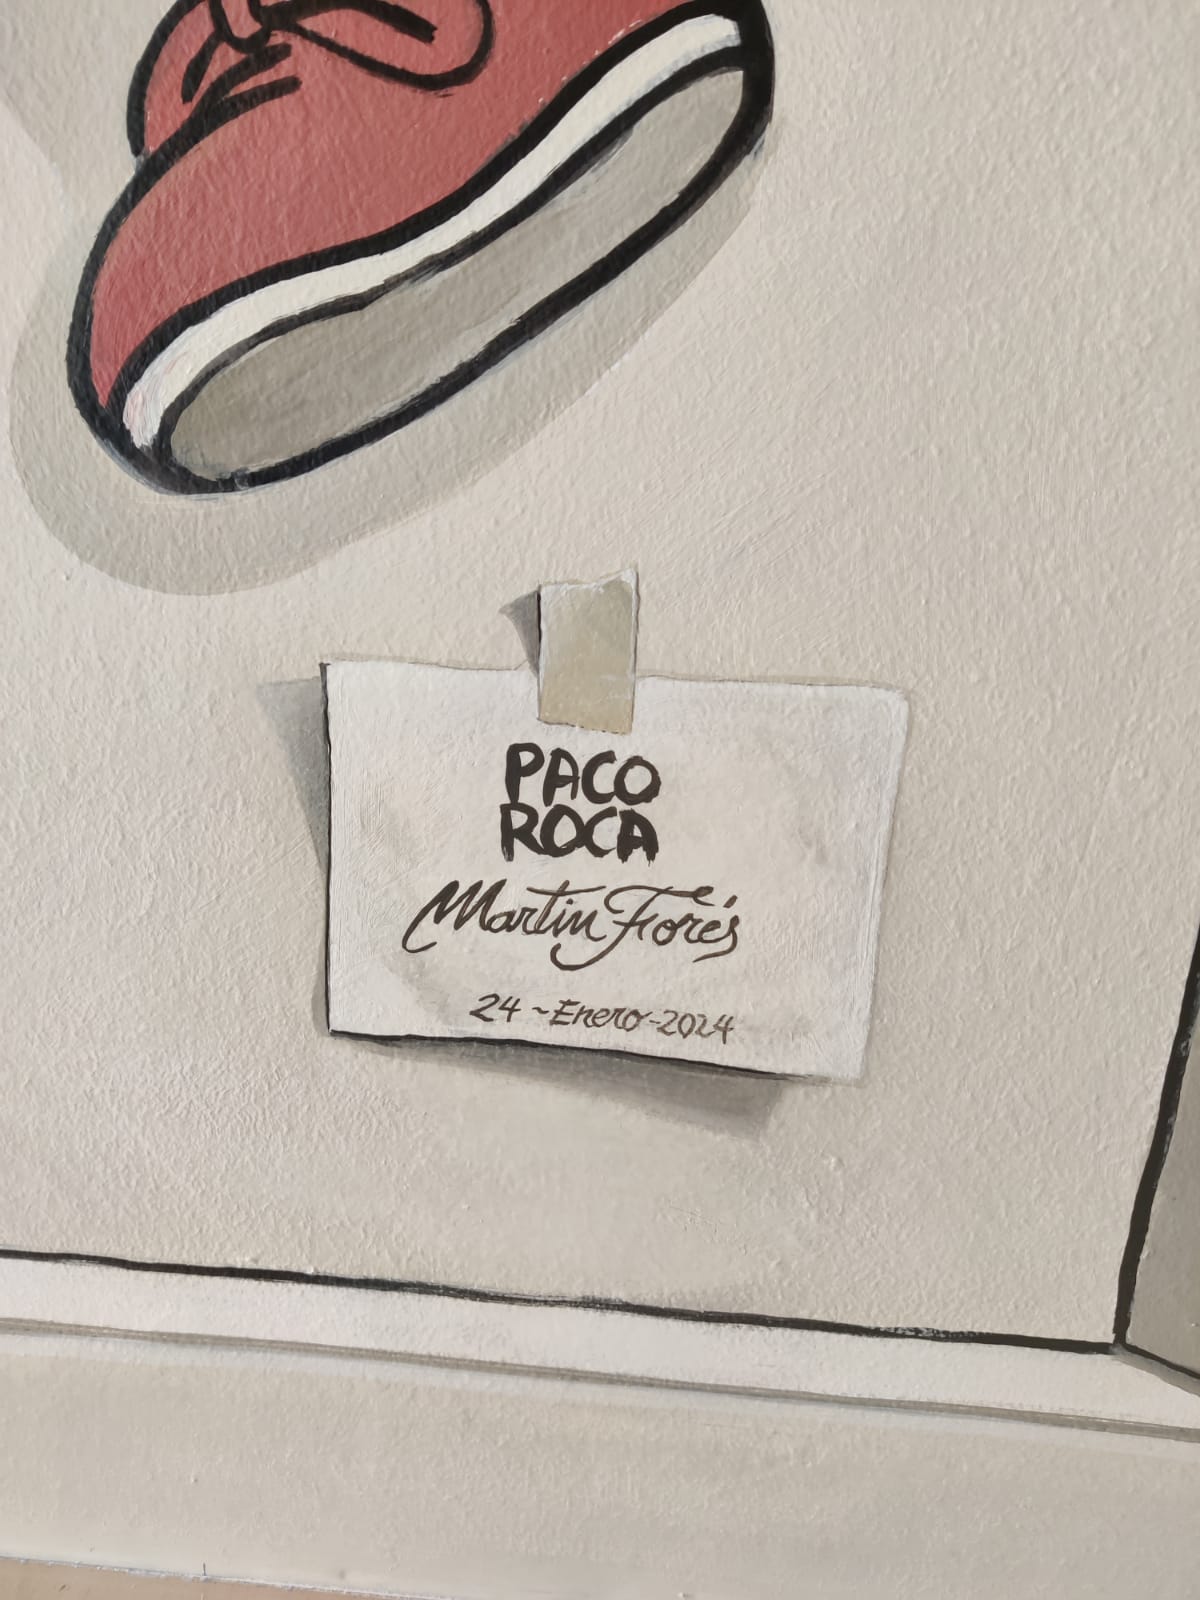 PACO
ROCA
Martin Forés
24-Enero-2024